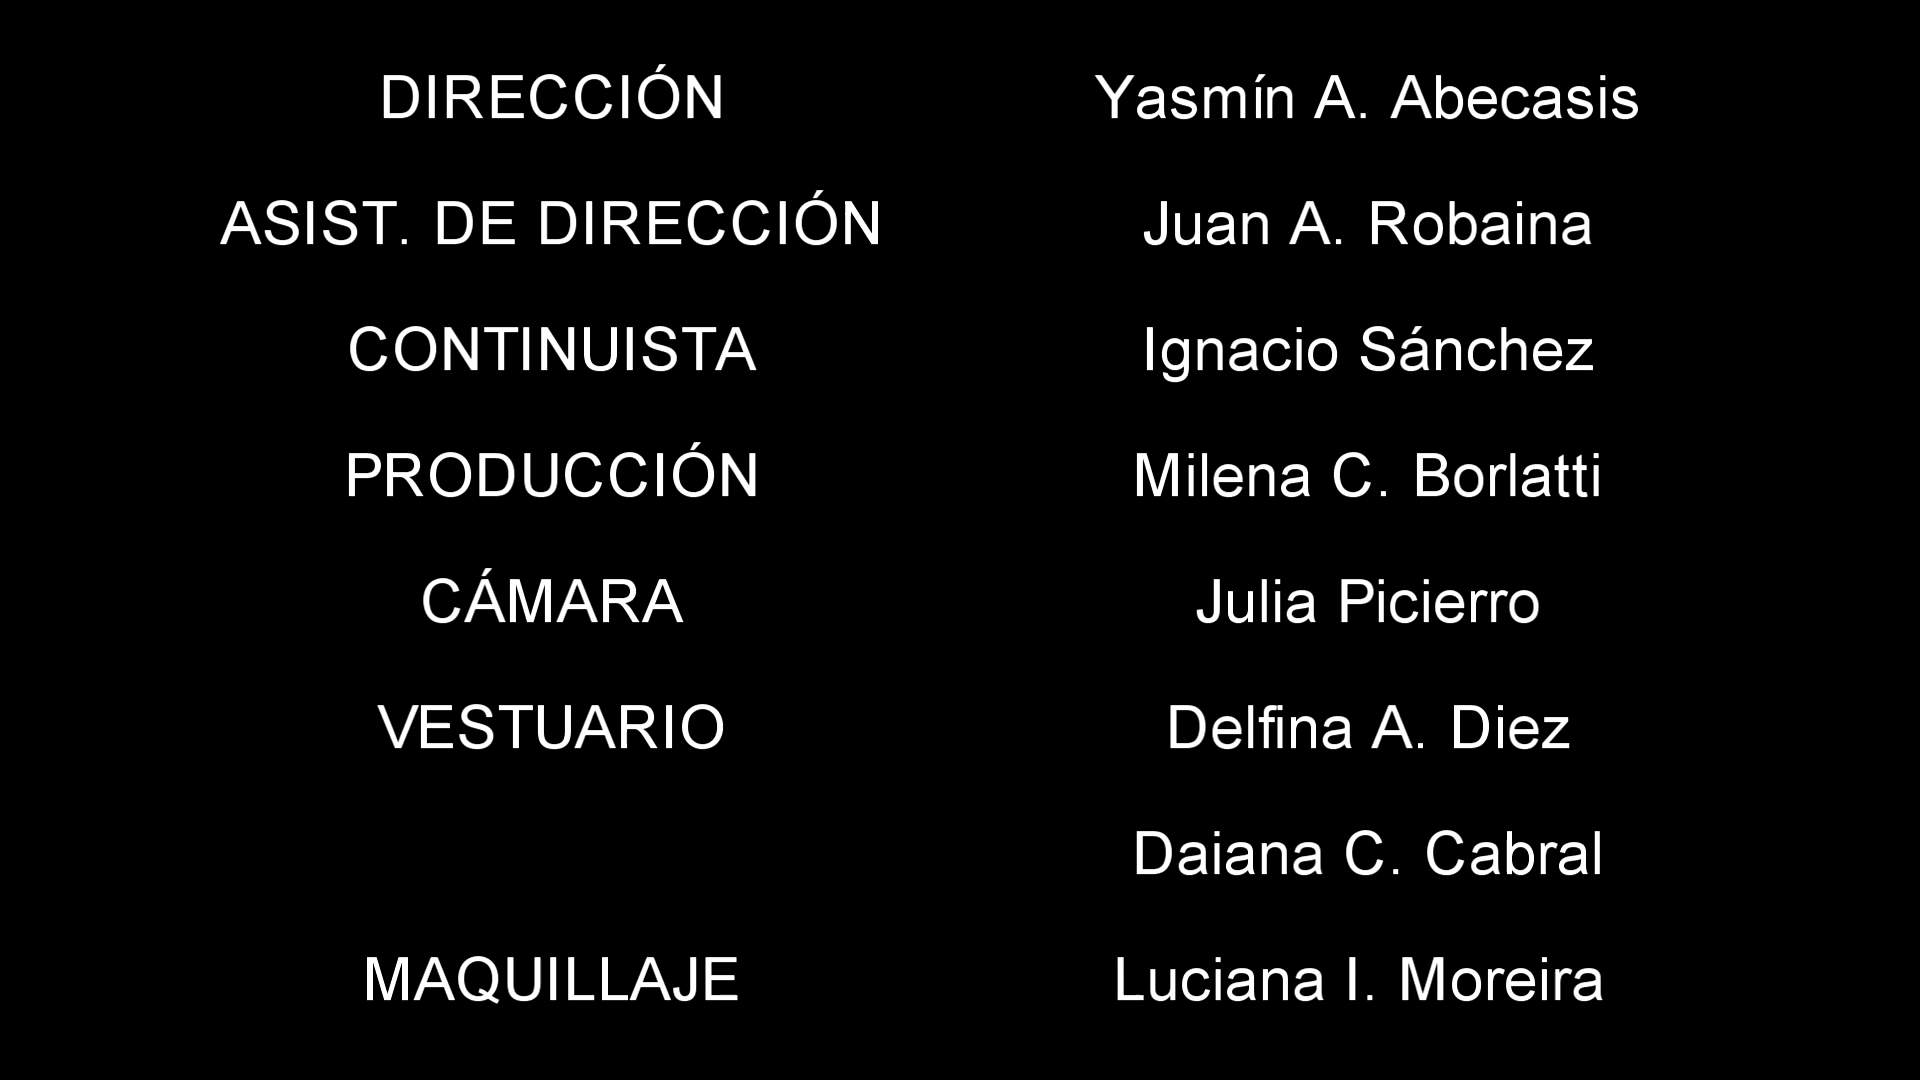 DIRECCIÓN Yasmín A. Abecasis
ASIST. DE DIRECCIÓN Juan A. Robaina
CONTINUISTA Ignacio Sánchez
PRODUCCIÓN Milena C. Borlatti
CÁMARA Julia Picierro
VESTUARIO Delfina A. Diez
Daiana C. Cabral
MAQUILLAJE Luciana I. Moreira